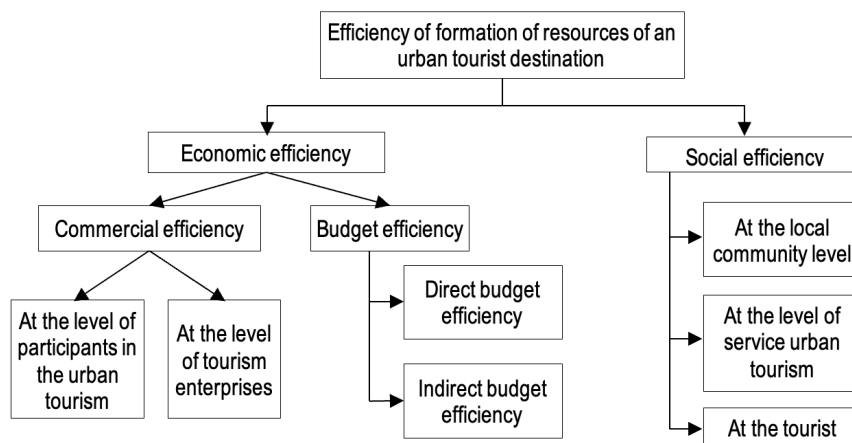 Efficiency of formation of resources of an
urban tourist destination
Economic efficiency
Social efficiency
Commercial efficiency
Budget efficiency
At the local
community level
At the level of
participants in
the urban
tourism
At the level
of tourism
enterprises
Direct budget
efficiency
At the level of
service urban
tourism
Indirect budget
efficiency
At the tourist